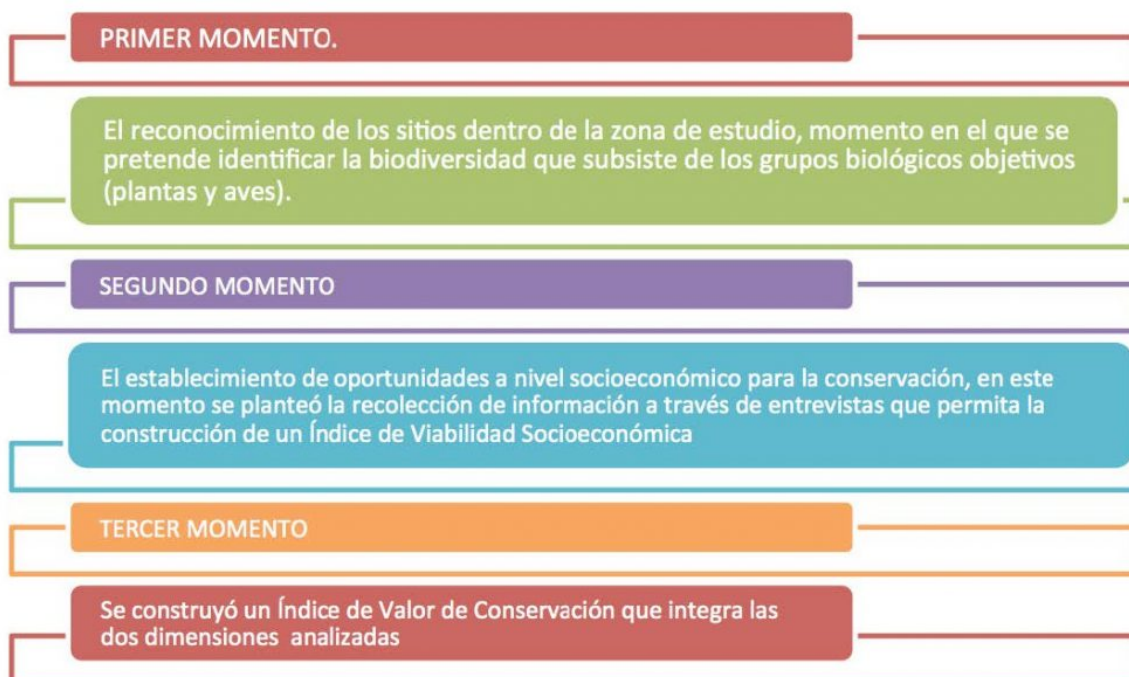 PRIMER MOMENTO.
El reconocimiento de los sitios dentro de la zona de estudio, momento en el que se
pretende identificar la biodiversidad que subsiste de los grupos biológicos objetivos
(plantas y aves).
SEGUNDO MOMENTO
El establecimiento de oportunidades a nivel socioeconómico para la conservación, en este
momento se planteó la recolección de información a través de entrevistas que permita la
construcción de un Índice de Viabilidad Socioeconómica
TERCER MOMENTO
Se construyó un Índice de Valor de Conservación que integra las
dos dimensiones analizadas